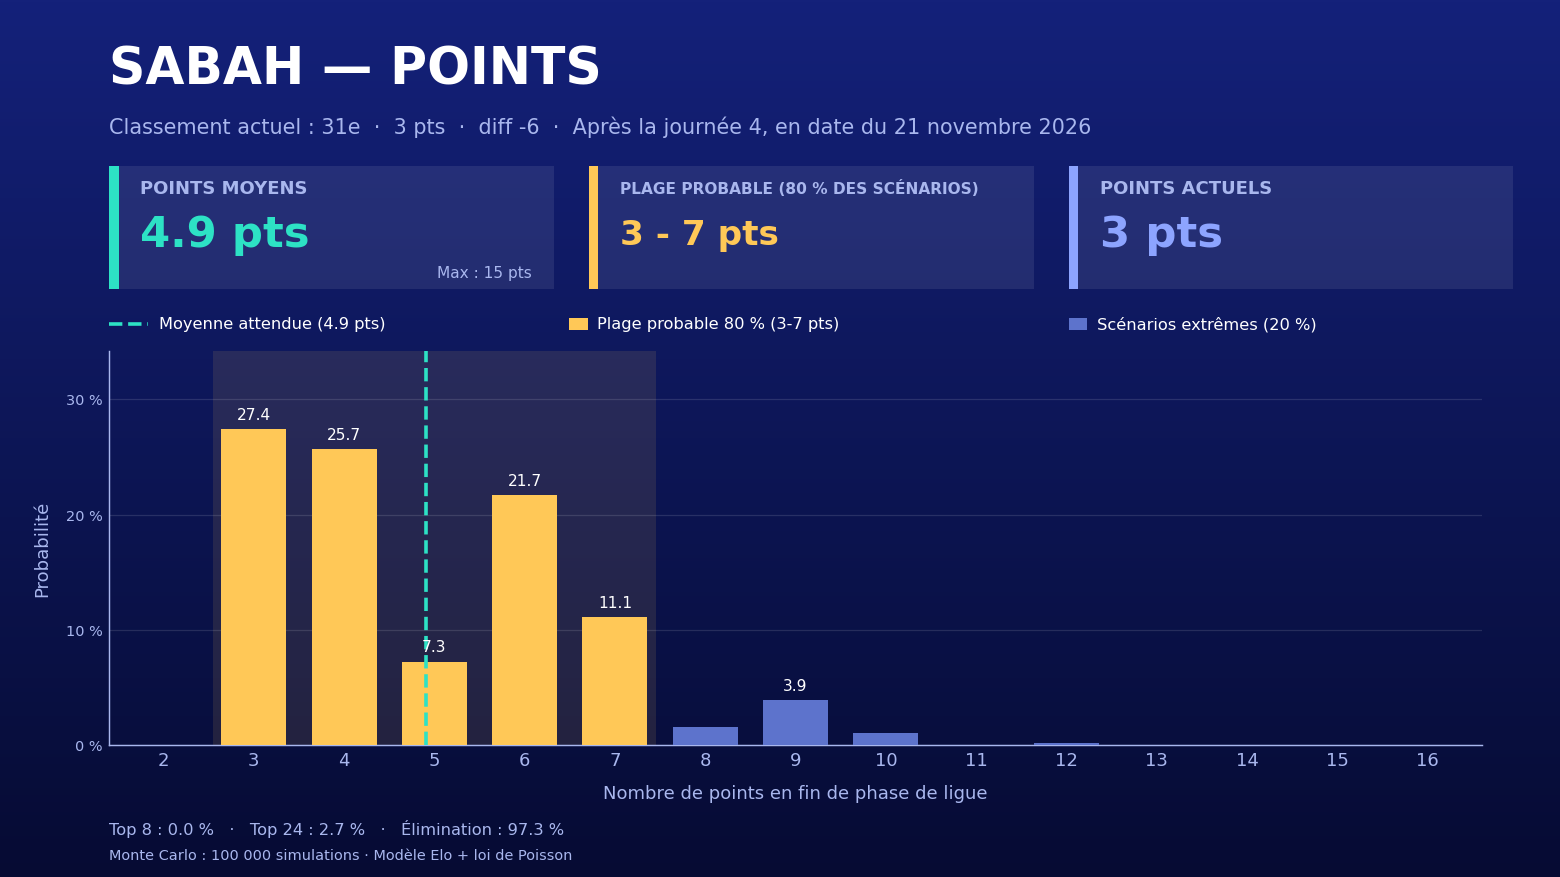 SABAH — POINTS
Classement actuel : 31e · 3 pts · diff -6 · Après la journée 4, en date du 21 novembre 2026
POINTS MOYENS
4.9 pts
Max : 15 pts
PLAGE PROBABLE (80 % DES SCÉNARIOS)
3 - 7 pts
POINTS ACTUELS
3 pts
Moyenne attendue (4.9 pts)
Plage probable 80 % (3-7 pts)
Scénarios extrêmes (20 %)
Probabilité
30 %
20 %
10 %
0 %
27.4
25.7
7.3
21.7
11.1
3.9
2 3 4 5 6 7 8 9 10 11 12 13 14 15 16
Nombre de points en fin de phase de ligue
Top 8 : 0.0 % · Top 24 : 2.7 % · Élimination : 97.3 %
Monte Carlo : 100 000 simulations · Modèle Elo + loi de Poisson